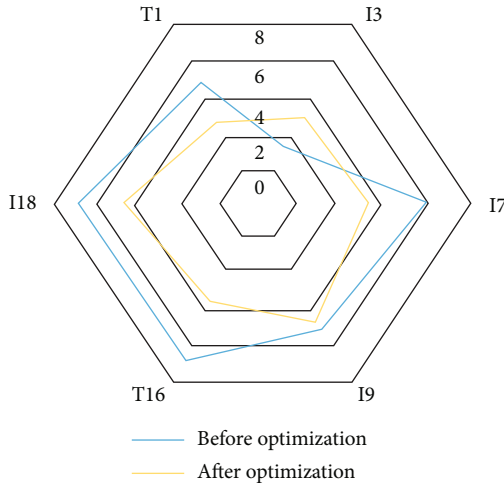 T1
I3
8
6
4
2
0
I18
I7
T16
I9
Before optimization
After optimization